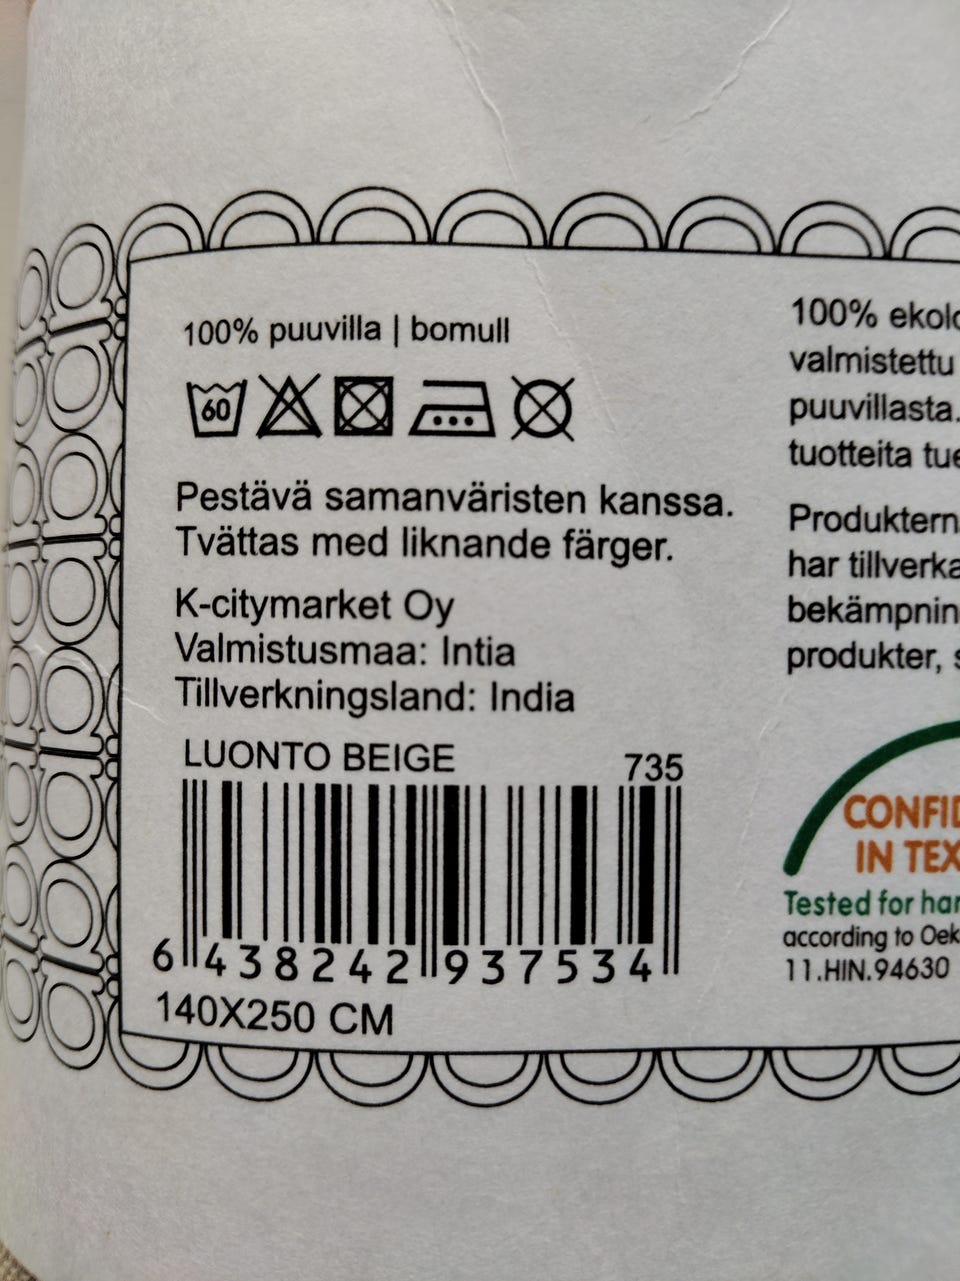 100% puuvilla | bomull
60
Pestävä samanväristen kanssa.
Tvättas med liknande färger.
K-citymarket Oy
Valmistusmaa: Intia
Tillverkningsland: India
LUONTO BEIGE 735
6 438242 937534
140X250 CM
100%
valmistettu
puuvillasta.
tuotteita
har
produkter,
IN
Tested for
according to
11.HIN.94630